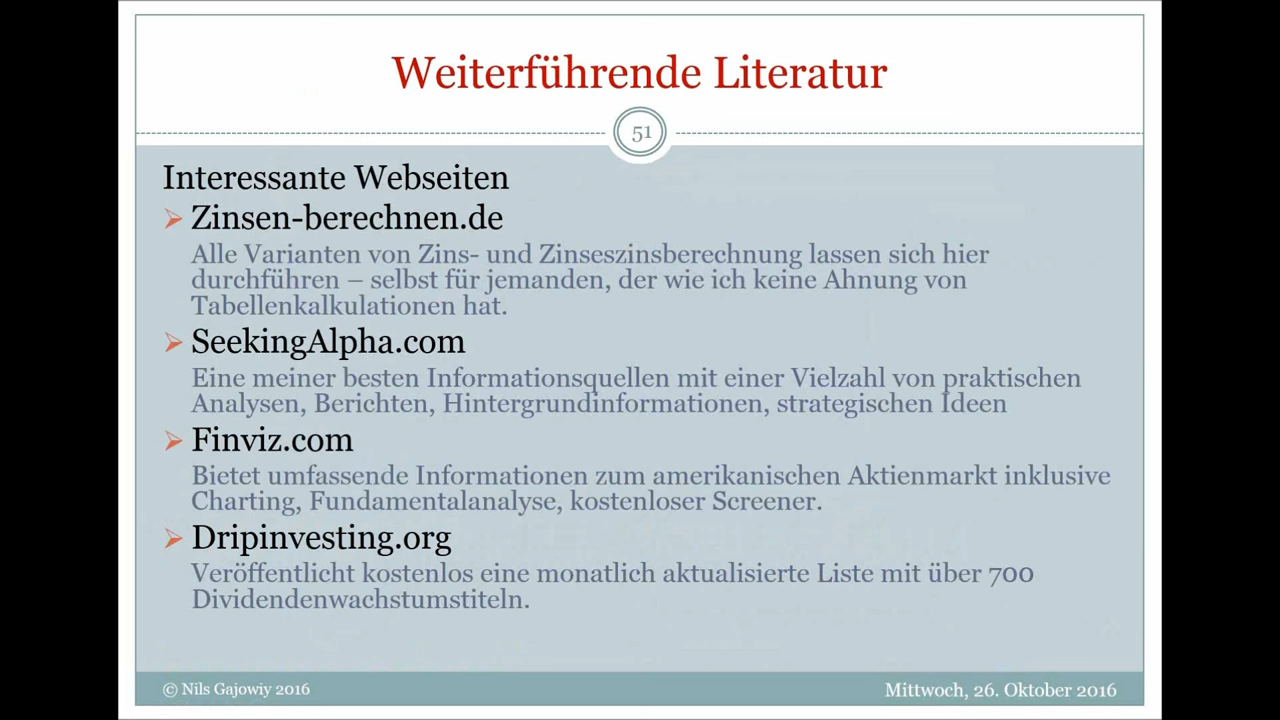 Weiterführende Literatur
51
Interessante Webseiten
Zinsen-berechnen.de
Alle Varianten von Zins- und Zinseszinsberechnung lassen sich hier
durchführen – selbst für jemanden, der wie ich keine Ahnung von
Tabellenkalkulationen hat.
SeekingAlpha.com
Eine meiner besten Informationsquellen mit einer Vielzahl von praktischen
Analysen, Berichten, Hintergrundinformationen, strategischen Ideen
Finviz.com
Bietet umfassende Informationen zum amerikanischen Aktienmarkt inklusive
Charting, Fundamentalanalyse, kostenloser Screener.
Dripinvesting.org
Veröffentlicht kostenlos eine monatlich aktualisierte Liste mit über 700
Dividendenwachstumstiteln.
© Nils Gajowiy 2016
Mittwoch, 26. Oktober 2016